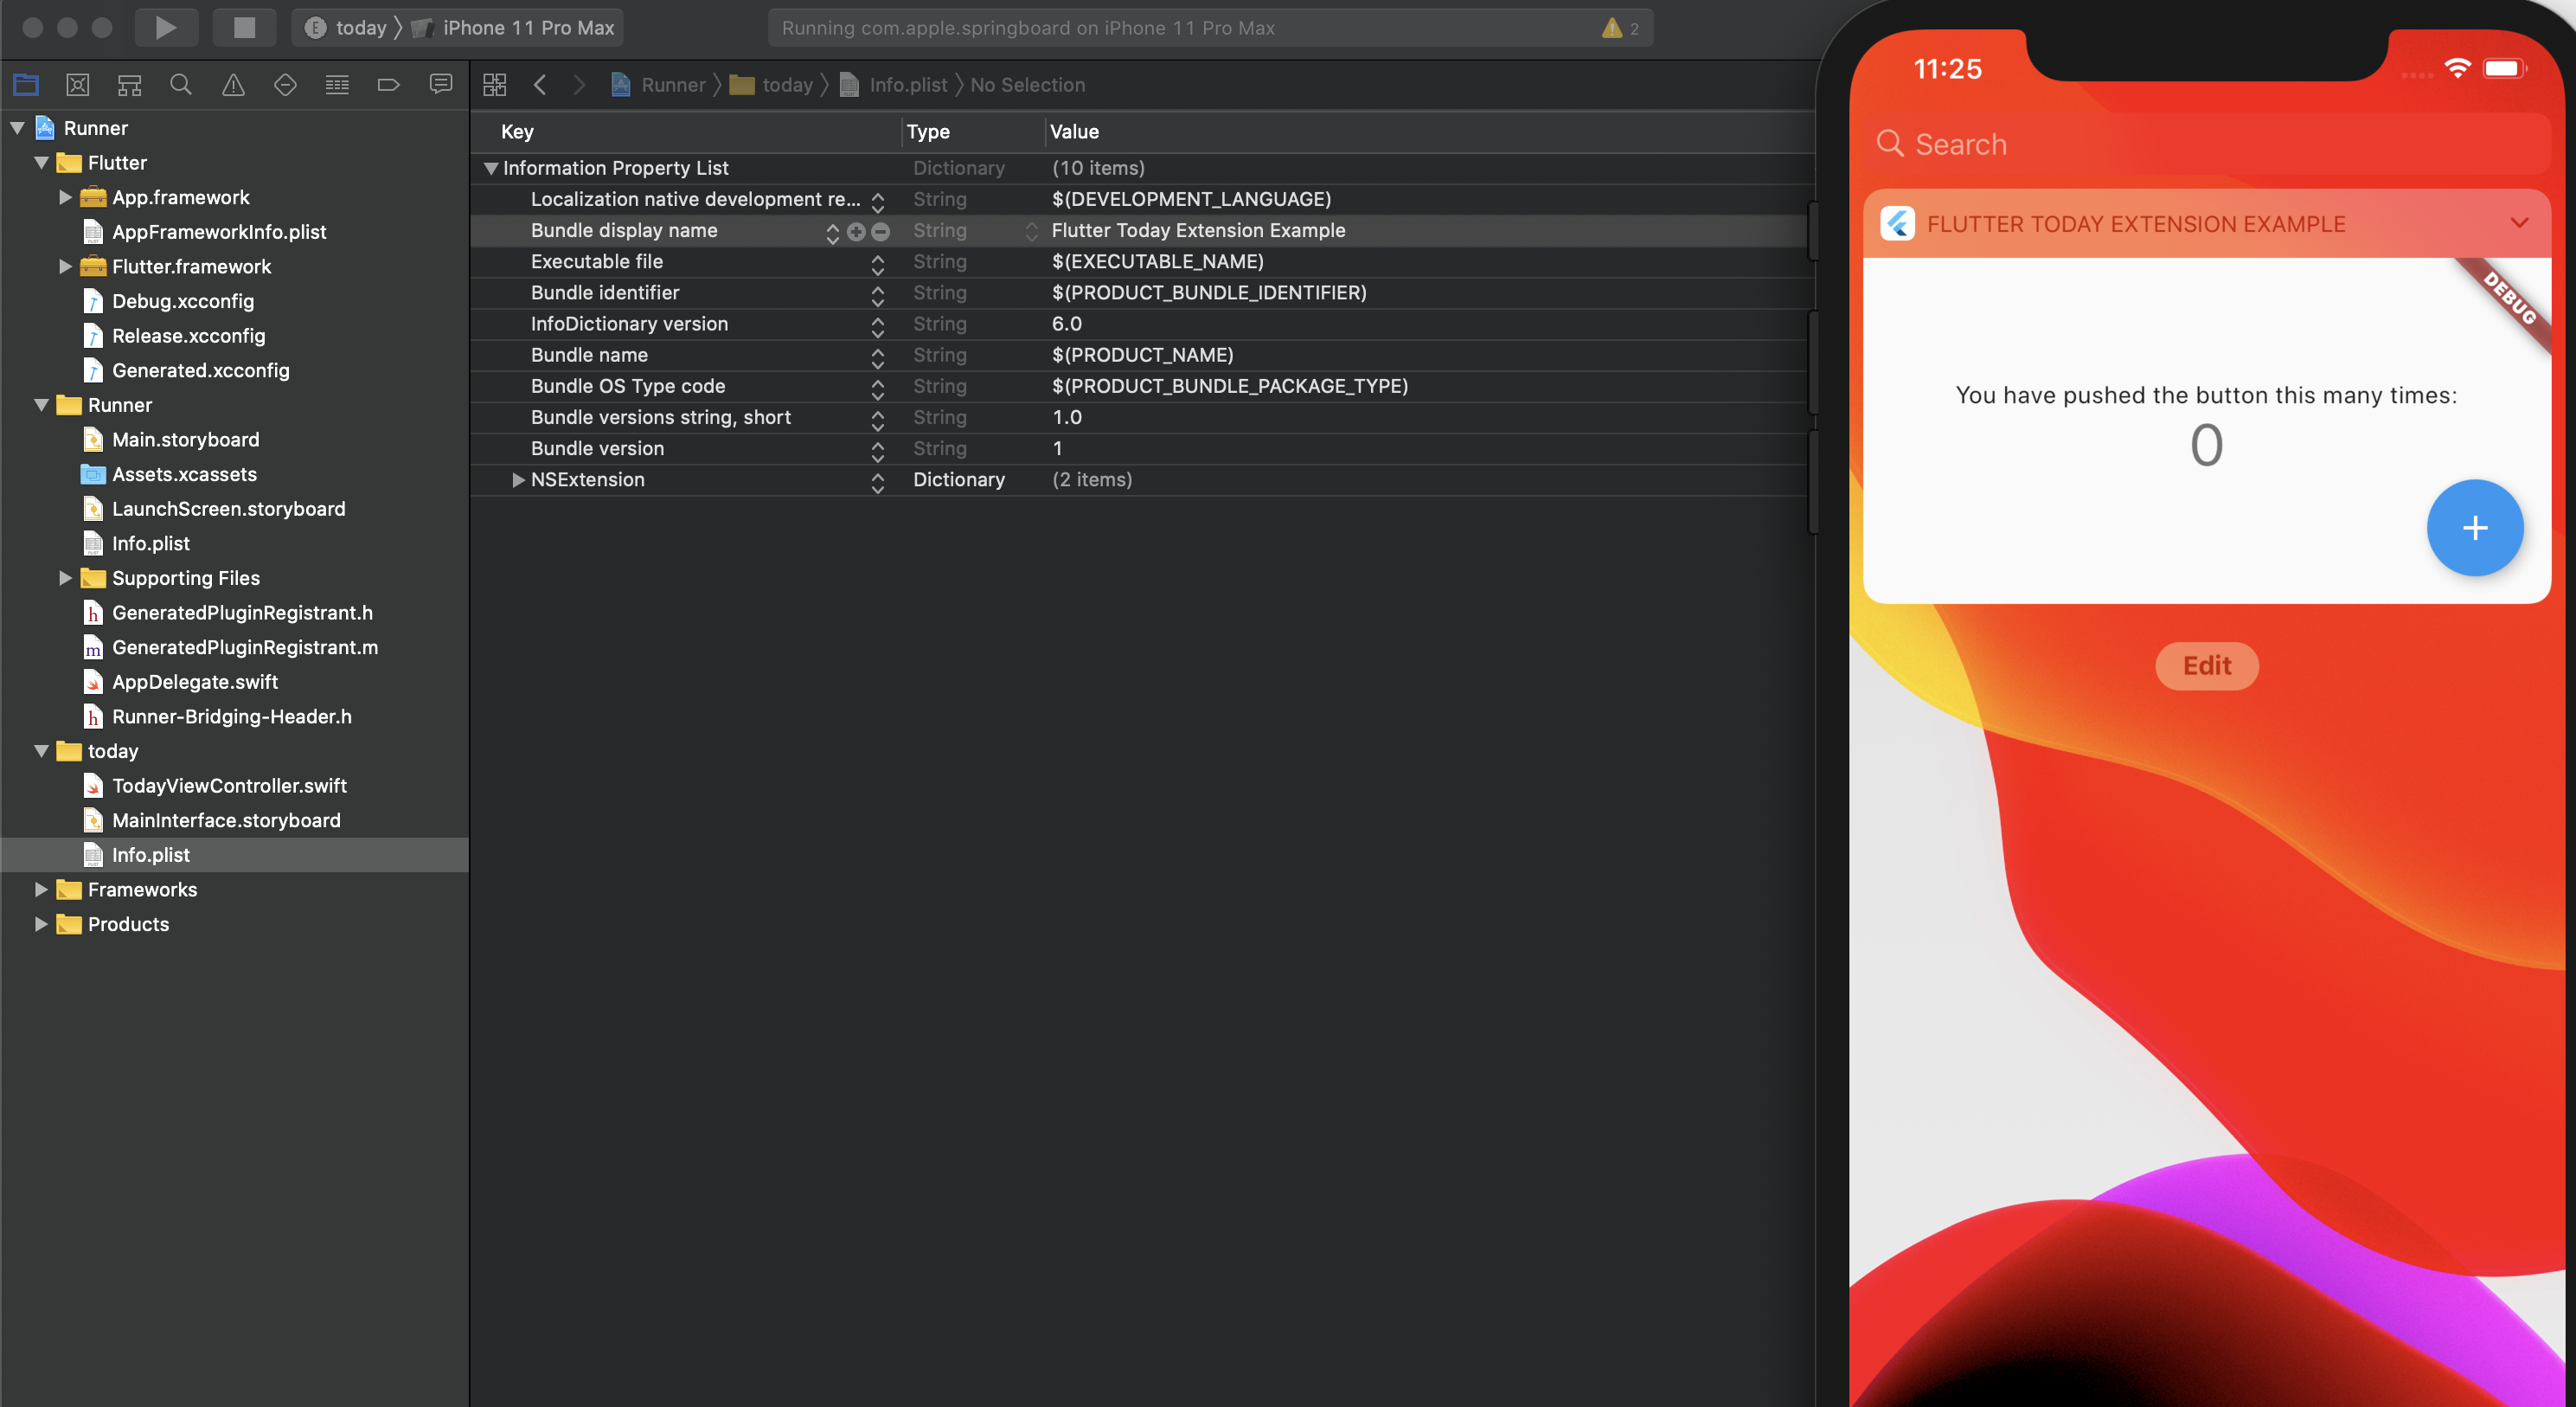 E today iPhone 11 Pro Max
Running com.apple.springboard on iPhone 11 Pro Max
2
Runner
Flutter
App.framework
AppFrameworkInfo.plist
Flutter.framework
Debug.xcconfig
Release.xcconfig
Generated.xcconfig
Runner
Main.storyboard
Assets.xcassets
LaunchScreen.storyboard
Info.plist
Supporting Files
h GeneratedPluginRegistrant.h
m GeneratedPluginRegistrant.m
AppDelegate.swift
h Runner-Bridging-Header.h
today
TodayViewController.swift
MainInterface.storyboard
Info.plist
Frameworks
Products
Runner today Info.plist No Selection
Key Type Value
Information Property List Dictionary (10 items)
Localization native development re... String $(DEVELOPMENT_LANGUAGE)
Bundle display name String Flutter Today Extension Example
Executable file String $(EXECUTABLE_NAME)
Bundle identifier String $(PRODUCT_BUNDLE_IDENTIFIER)
InfoDictionary version String 6.0
Bundle name String $(PRODUCT_NAME)
Bundle OS Type code String $(PRODUCT_BUNDLE_PACKAGE_TYPE)
Bundle versions string, short String 1.0
Bundle version String 1
NSExtension Dictionary (2 items)
11:25
Search
FLUTTER TODAY EXTENSION EXAMPLE
DEBUG
You have pushed the button this many times:
0
+
Edit